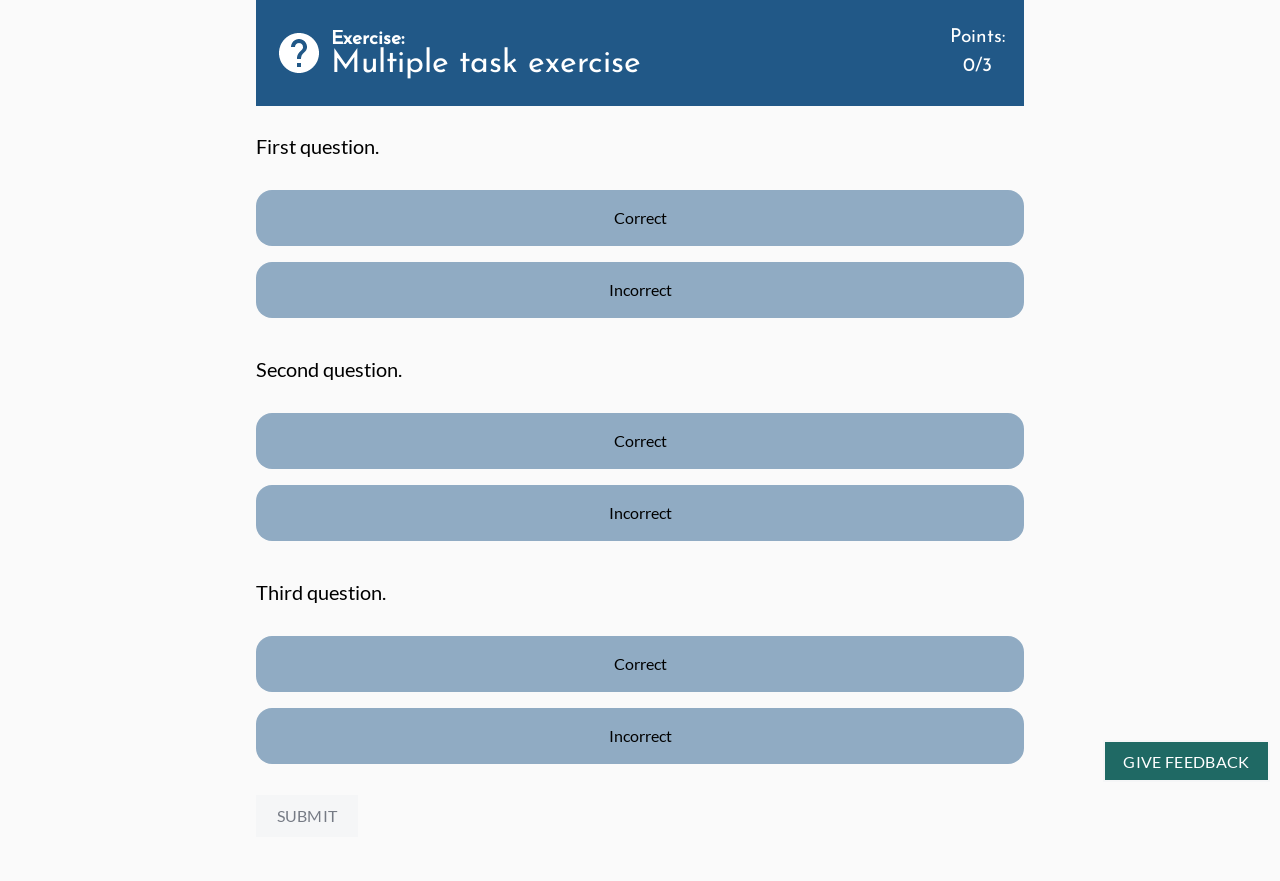 Exercise:
Multiple task exercise
Points:
0/3
First question.
Correct
Incorrect
Second question.
Correct
Incorrect
Third question.
Correct
Incorrect
GIVE FEEDBACK
SUBMIT